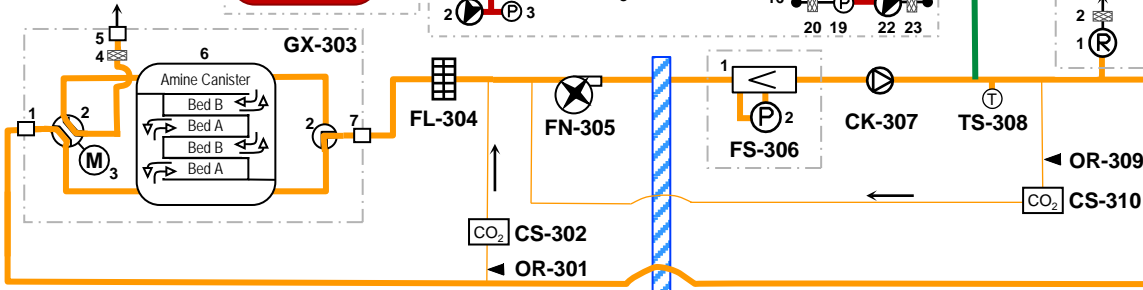 2 P 3
20 19 22 23
5
4
GX-303
6
Amine Canister
Bed B
Bed A
Bed B
Bed A
1
2
M 3
2
7
FL-304
FN-305
1
P 2
FS-306
CK-307
T
TS-308
2
1 R
OR-309
CO2 CS-310
CO2 CS-302
OR-301